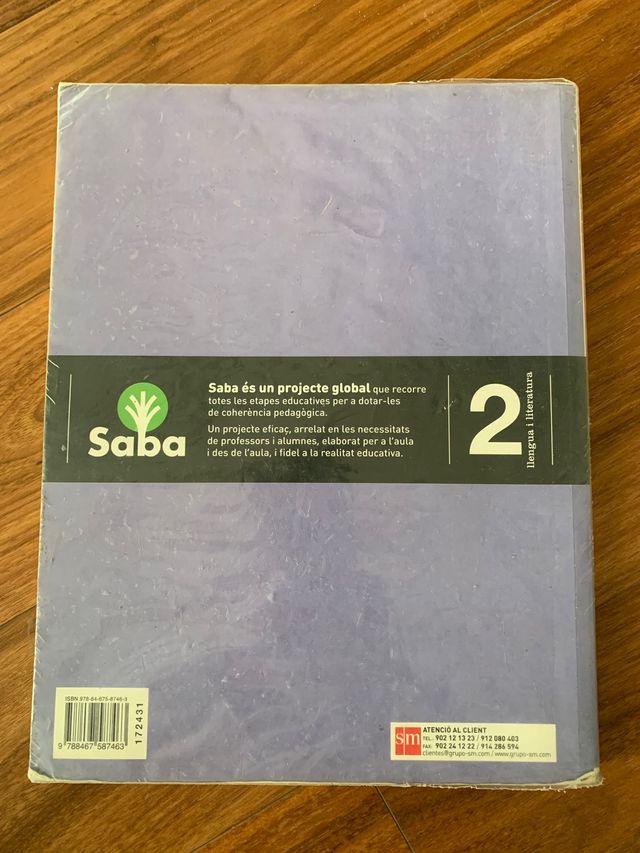 Saba
Saba és un projecte global que recorre
totes les etapes educatives per a dotar-les
de coherència pedagògica.
Un projecte eficaç, arrelat en les necessitats
de professors i alumnes, elaborat per a l'aula
i des de l'aula, i fidel a la realitat educativa.
2
llengua i literatura
ISBN 978-84-675-8746-3
9 788467 587463
172431
sm
ATENCIÓ AL CLIENT
TEL.: 902 12 13 23 / 912 080 403
FAX: 902 24 12 22 / 914 286 594
clientes@grupo-sm.com / www.grupo-sm.com